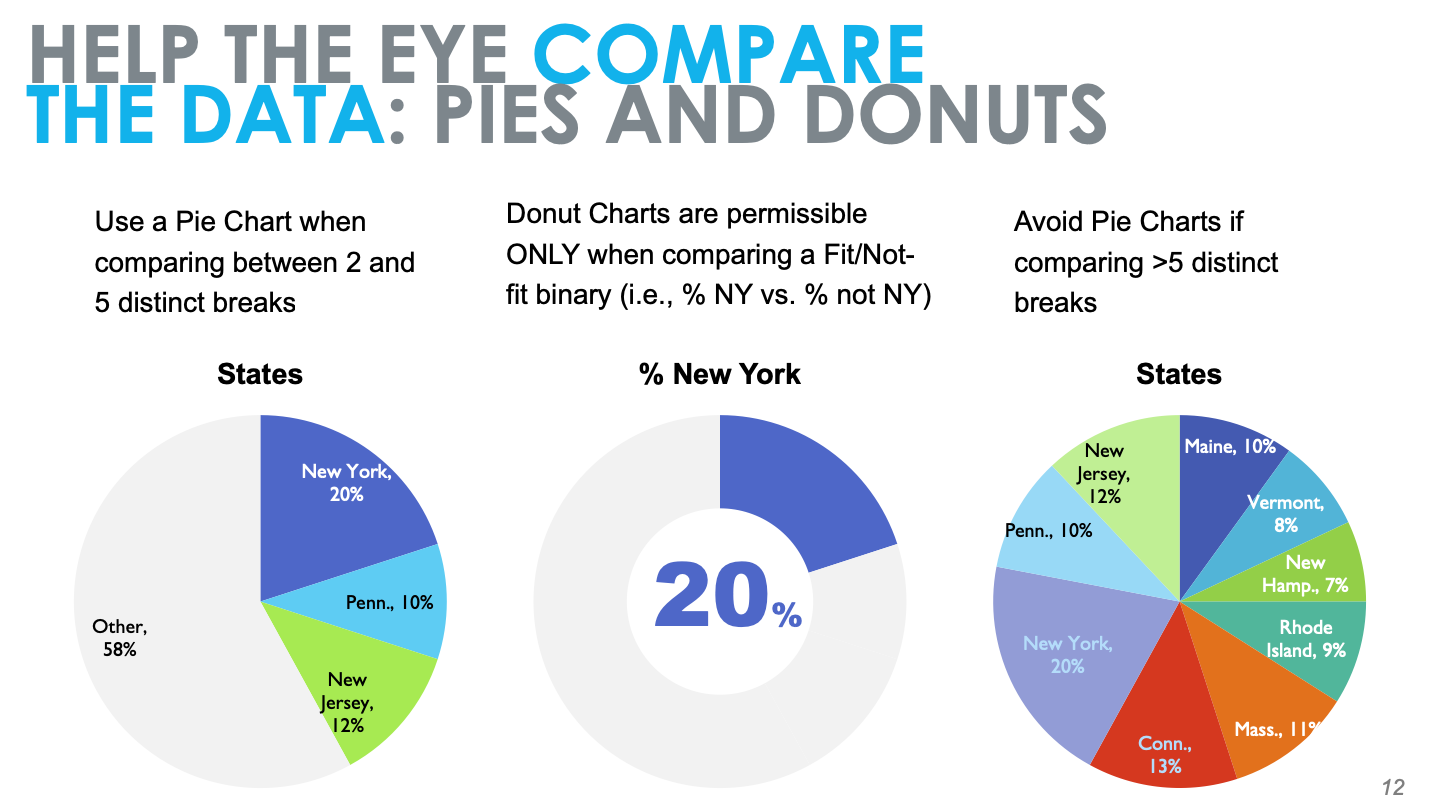 HELP THE EYE COMPARE
THE DATA: PIES AND DONUTS
Use a Pie Chart when
comparing between 2 and
5 distinct breaks
Donut Charts are permissible
ONLY when comparing a Fit/Not-
fit binary (i.e., % NY vs. % not NY)
Avoid Pie Charts if
comparing >5 distinct
breaks
States
New York,
20%
Penn., 10%
New
Jersey,
12%
Other,
58%
% New York
20%
States
Maine, 10%
Vermont,
8%
New
Hamp., 7%
Rhode
Island, 9%
Mass., 11%
Conn.,
13%
New York,
20%
Penn., 10%
New
Jersey,
12%
12